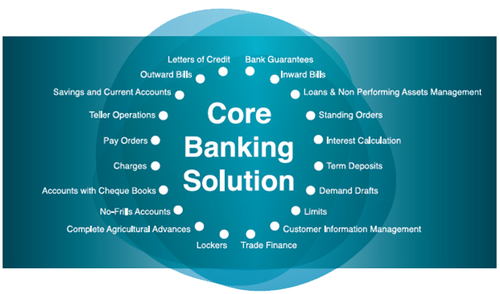 Letters of Credit
Bank Guarantees
Outward Bills
Inward Bills
Savings and Current Accounts
Loans & Non Performing Assets Management
Teller Operations
Standing Orders
Pay Orders
Interest Calculation
Charges
Term Deposits
Accounts with Cheque Books
Demand Drafts
No-Frills Accounts
Limits
Complete Agricultural Advances
Customer Information Management
Lockers
Trade Finance
Core
Banking
Solution